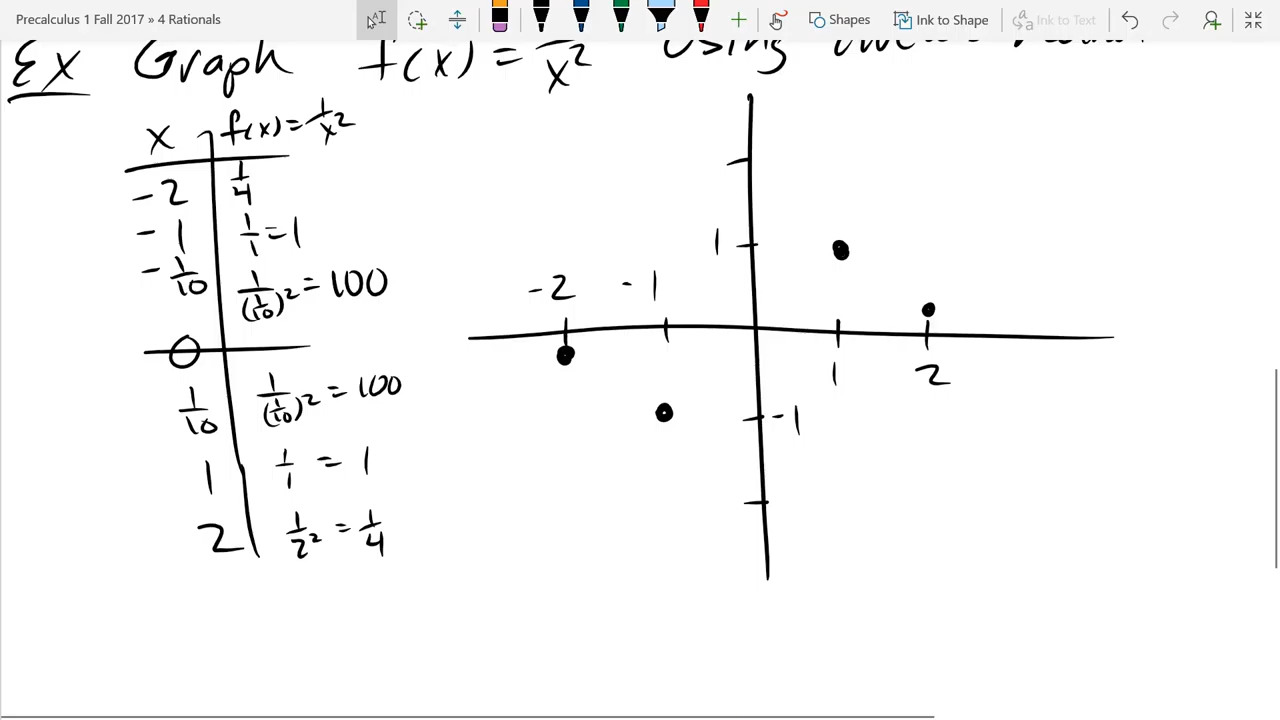 Precalculus 1 Fall 2017 » 4 Rationals
Shapes Ink to Shape Ink to Text
Ex Graph f(x) = 1/x² Using
x f(x) = 1/x²
-2 1/4
-1 1/1 = 1
-1/10 1/(1/10)² = 100
0
1/10 1/(1/10)² = 100
1 1/1 = 1
2 1/2² = 1/4
1
-2 -1
1 2
-1